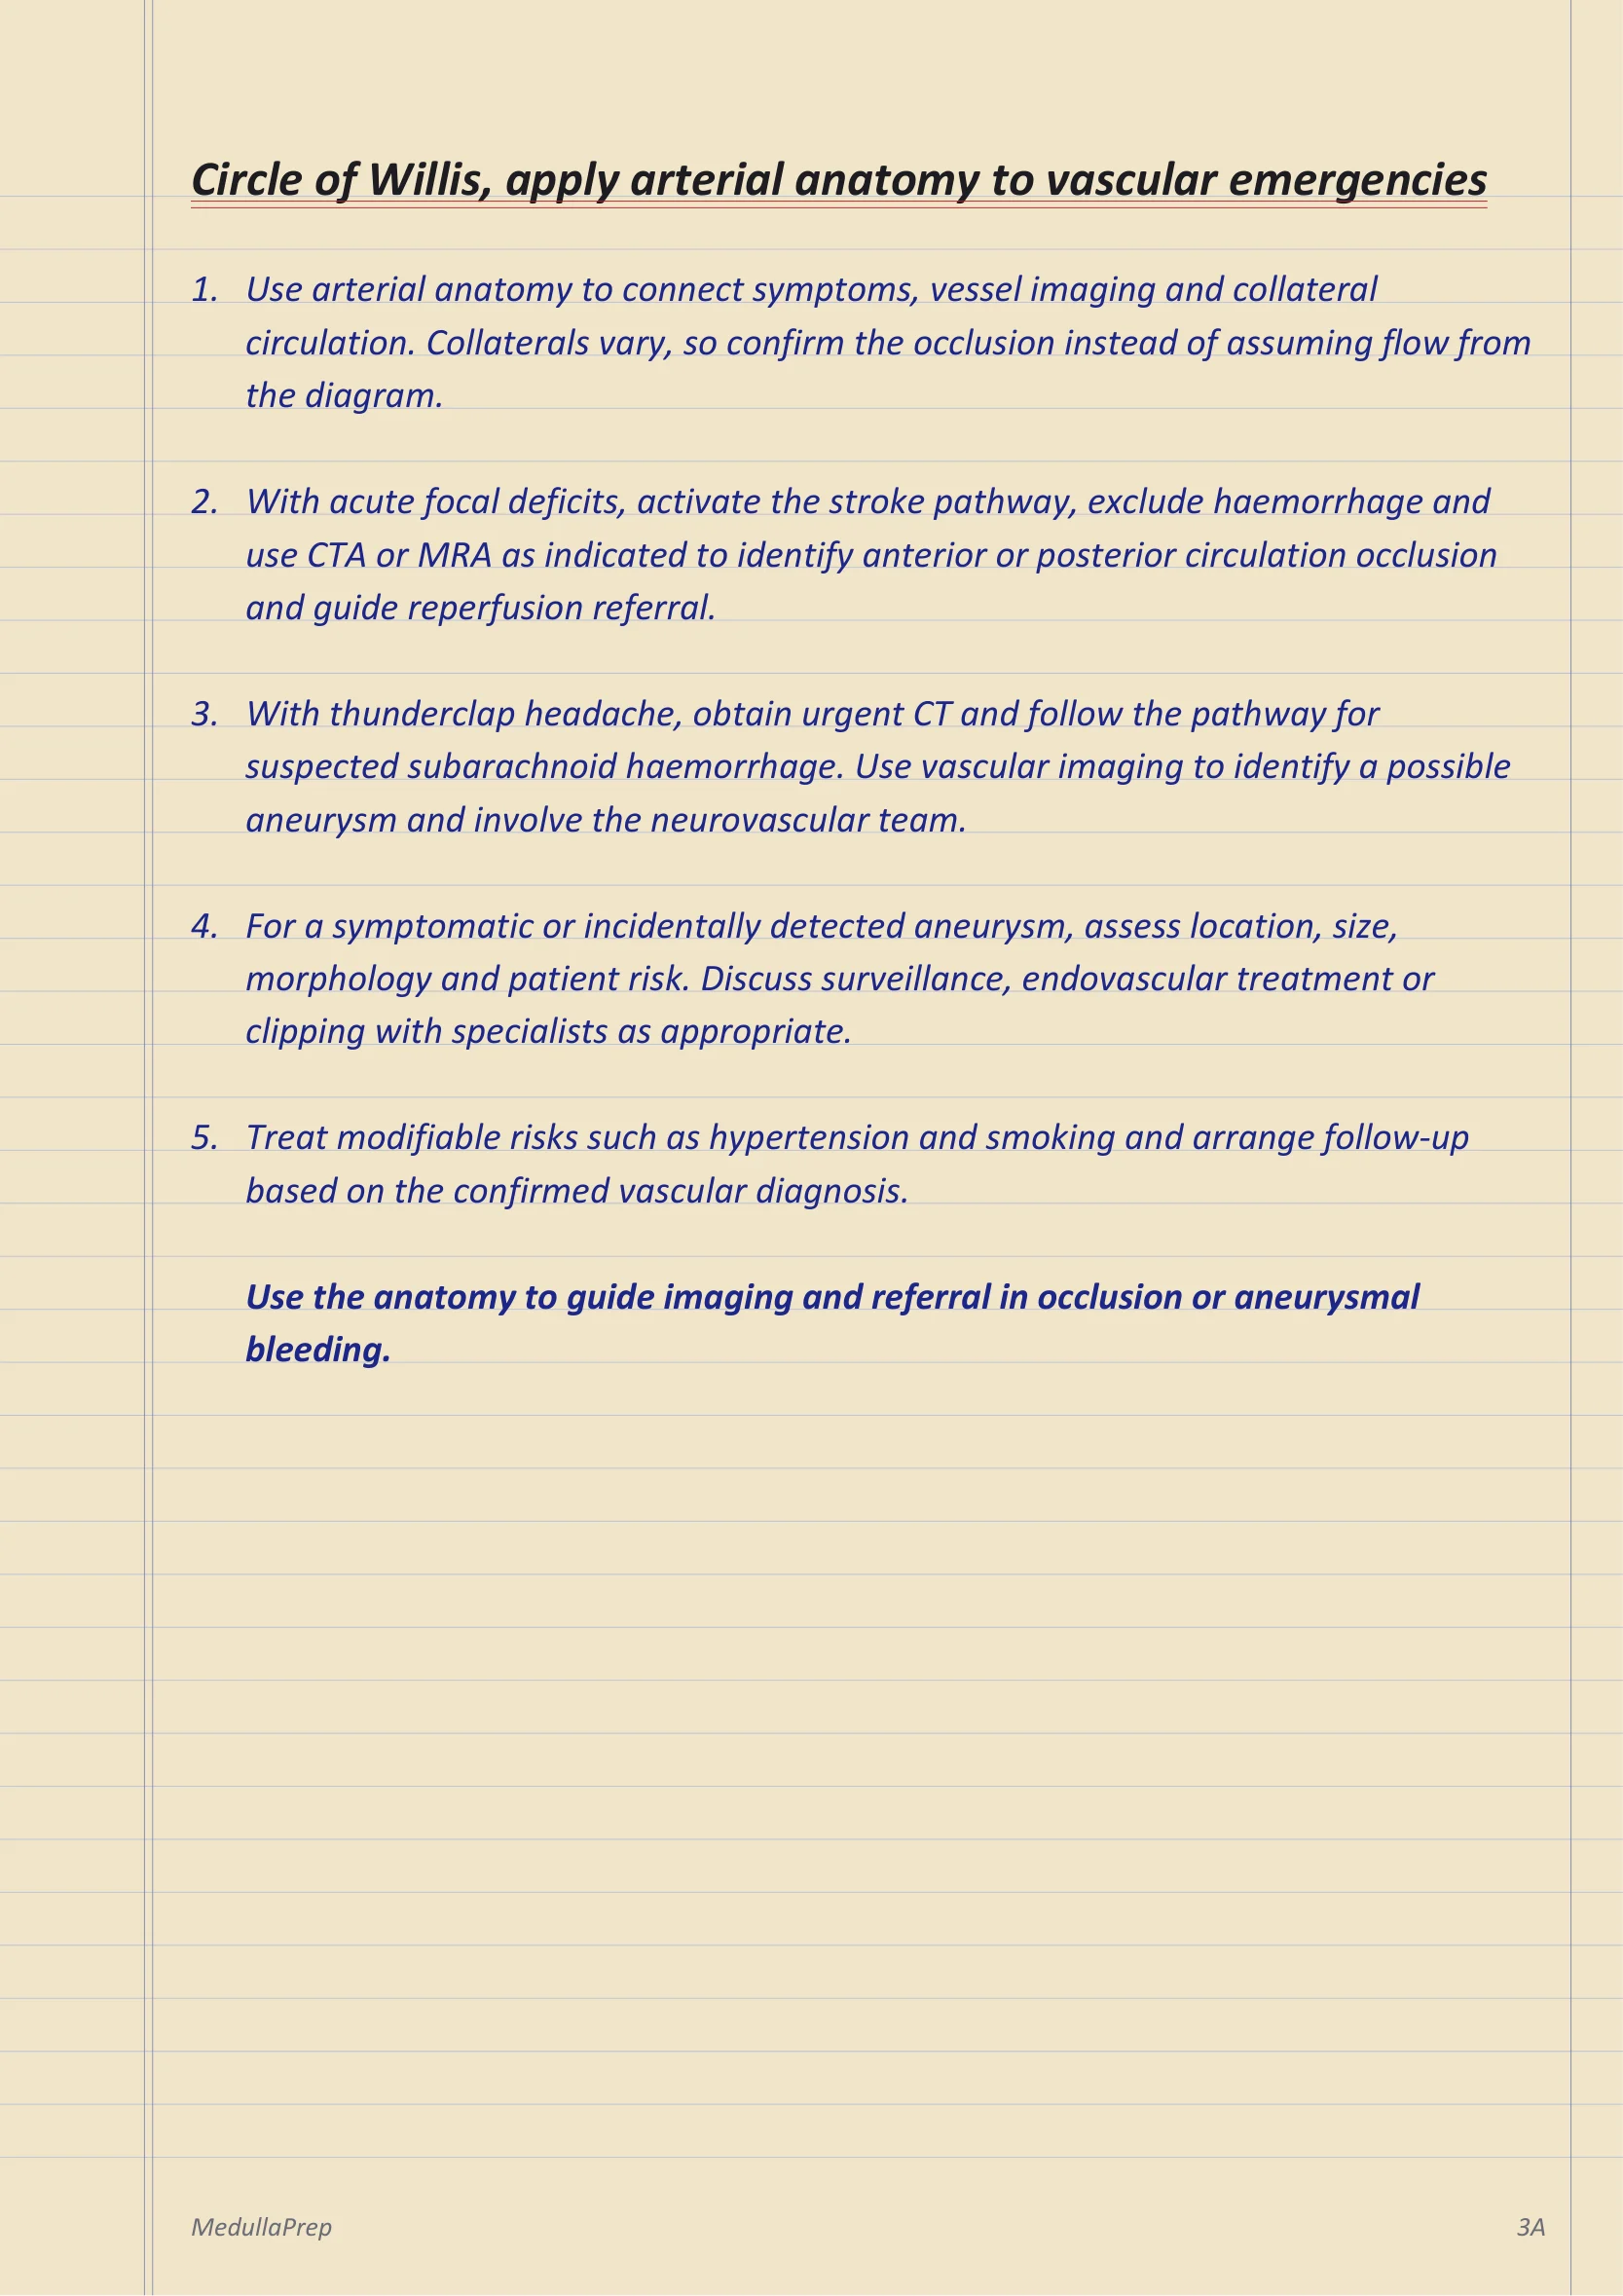 Circle of Willis, apply arterial anatomy to vascular emergencies
1. Use arterial anatomy to connect symptoms, vessel imaging and collateral
circulation. Collaterals vary, so confirm the occlusion instead of assuming flow from
the diagram.
2. With acute focal deficits, activate the stroke pathway, exclude haemorrhage and
use CTA or MRA as indicated to identify anterior or posterior circulation occlusion
and guide reperfusion referral.
3. With thunderclap headache, obtain urgent CT and follow the pathway for
suspected subarachnoid haemorrhage. Use vascular imaging to identify a possible
aneurysm and involve the neurovascular team.
4. For a symptomatic or incidentally detected aneurysm, assess location, size,
morphology and patient risk. Discuss surveillance, endovascular treatment or
clipping with specialists as appropriate.
5. Treat modifiable risks such as hypertension and smoking and arrange follow-up
based on the confirmed vascular diagnosis.
Use the anatomy to guide imaging and referral in occlusion or aneurysmal
bleeding.
MedullaPrep
3A